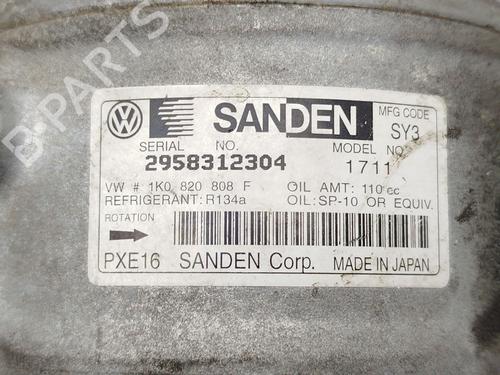 B-PARTS
SANDEN
MFG CODE
SY3
SERIAL NO.
2958312304
MODEL NO.
1711
VW # 1K0 820 808 F
OIL AMT: 110 cc
REFRIGERANT: R134a
OIL: SP-10 OR EQUIV.
ROTATION
PXE16 SANDEN Corp. MADE IN JAPAN